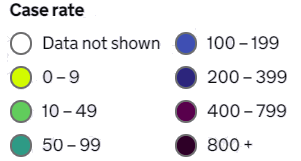 Case rate
Data not shown
0 – 9
10 – 49
50 – 99
100 – 199
200 – 399
400 – 799
800 +